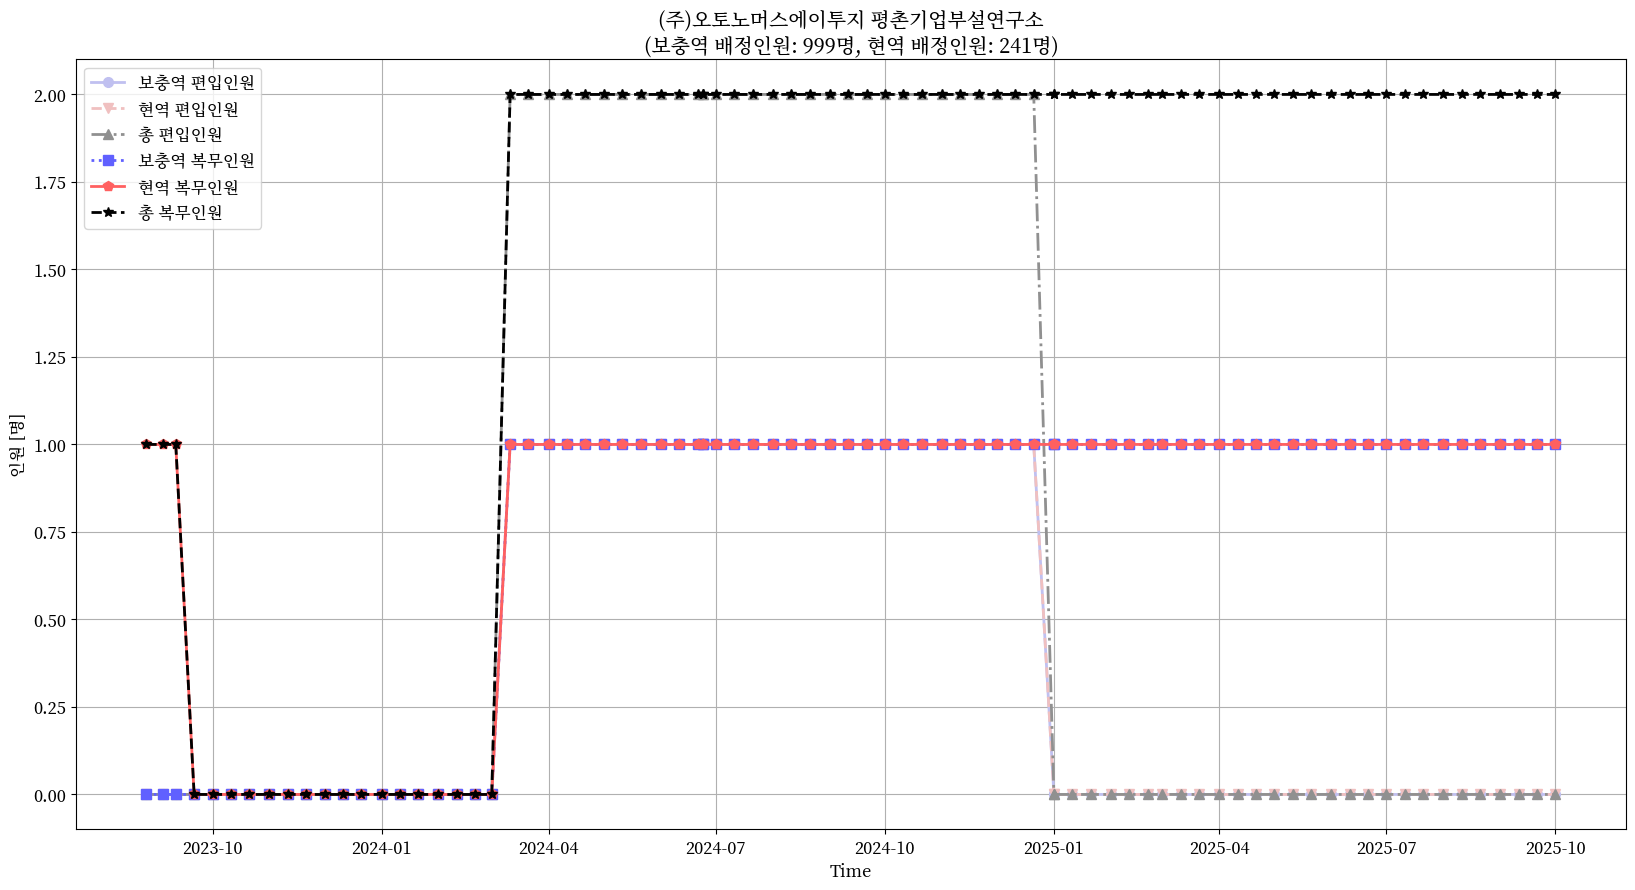 (주)오토노머스에이투지 평촌기업부설연구소
(보충역 배정인원: 999명, 현역 배정인원: 241명)
보충역 편입인원
현역 편입인원
총 편입인원
보충역 복무인원
현역 복무인원
총 복무인원
인원 [명]
2.00
1.75
1.50
1.25
1.00
0.75
0.50
0.25
0.00
2023-10
2024-01
2024-04
2024-07
2024-10
2025-01
2025-04
2025-07
2025-10
Time